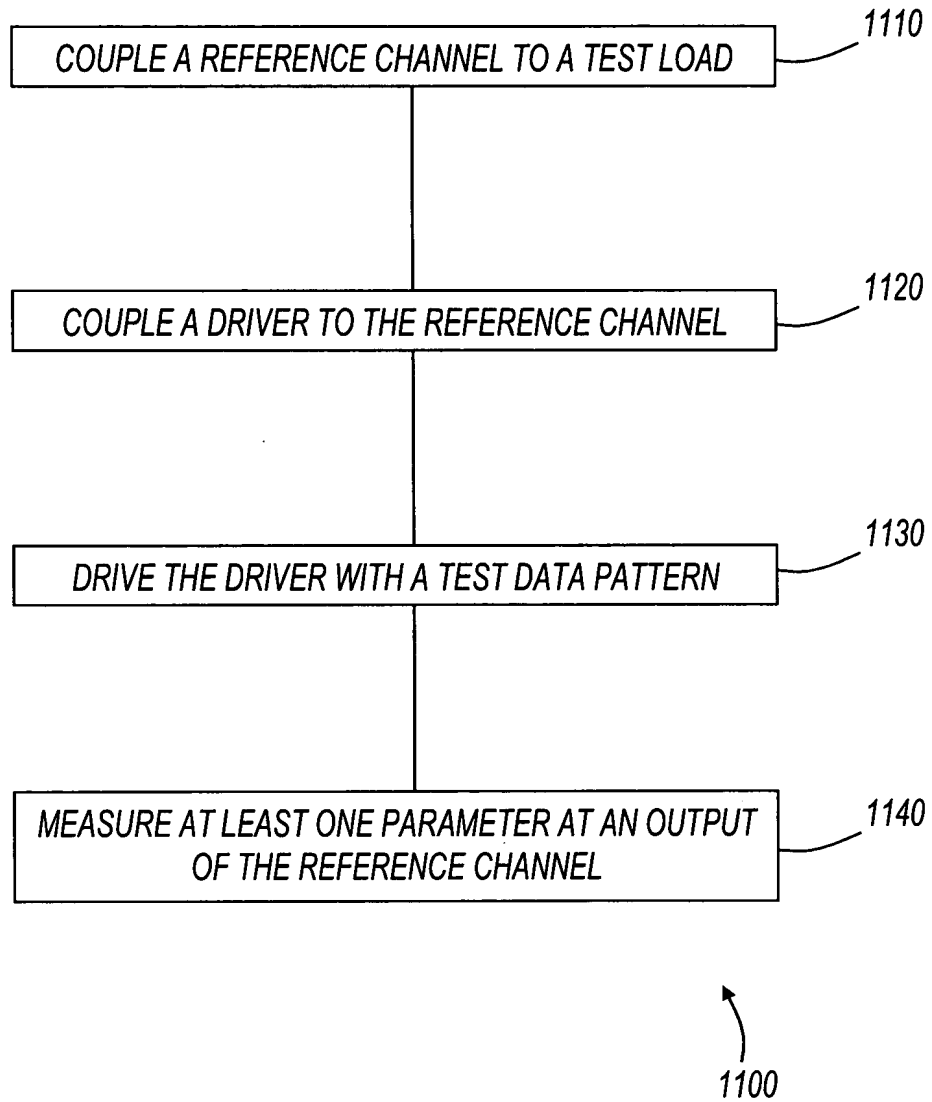 1110
COUPLE A REFERENCE CHANNEL TO A TEST LOAD
1120
COUPLE A DRIVER TO THE REFERENCE CHANNEL
1130
DRIVE THE DRIVER WITH A TEST DATA PATTERN
1140
MEASURE AT LEAST ONE PARAMETER AT AN OUTPUT
OF THE REFERENCE CHANNEL
1100